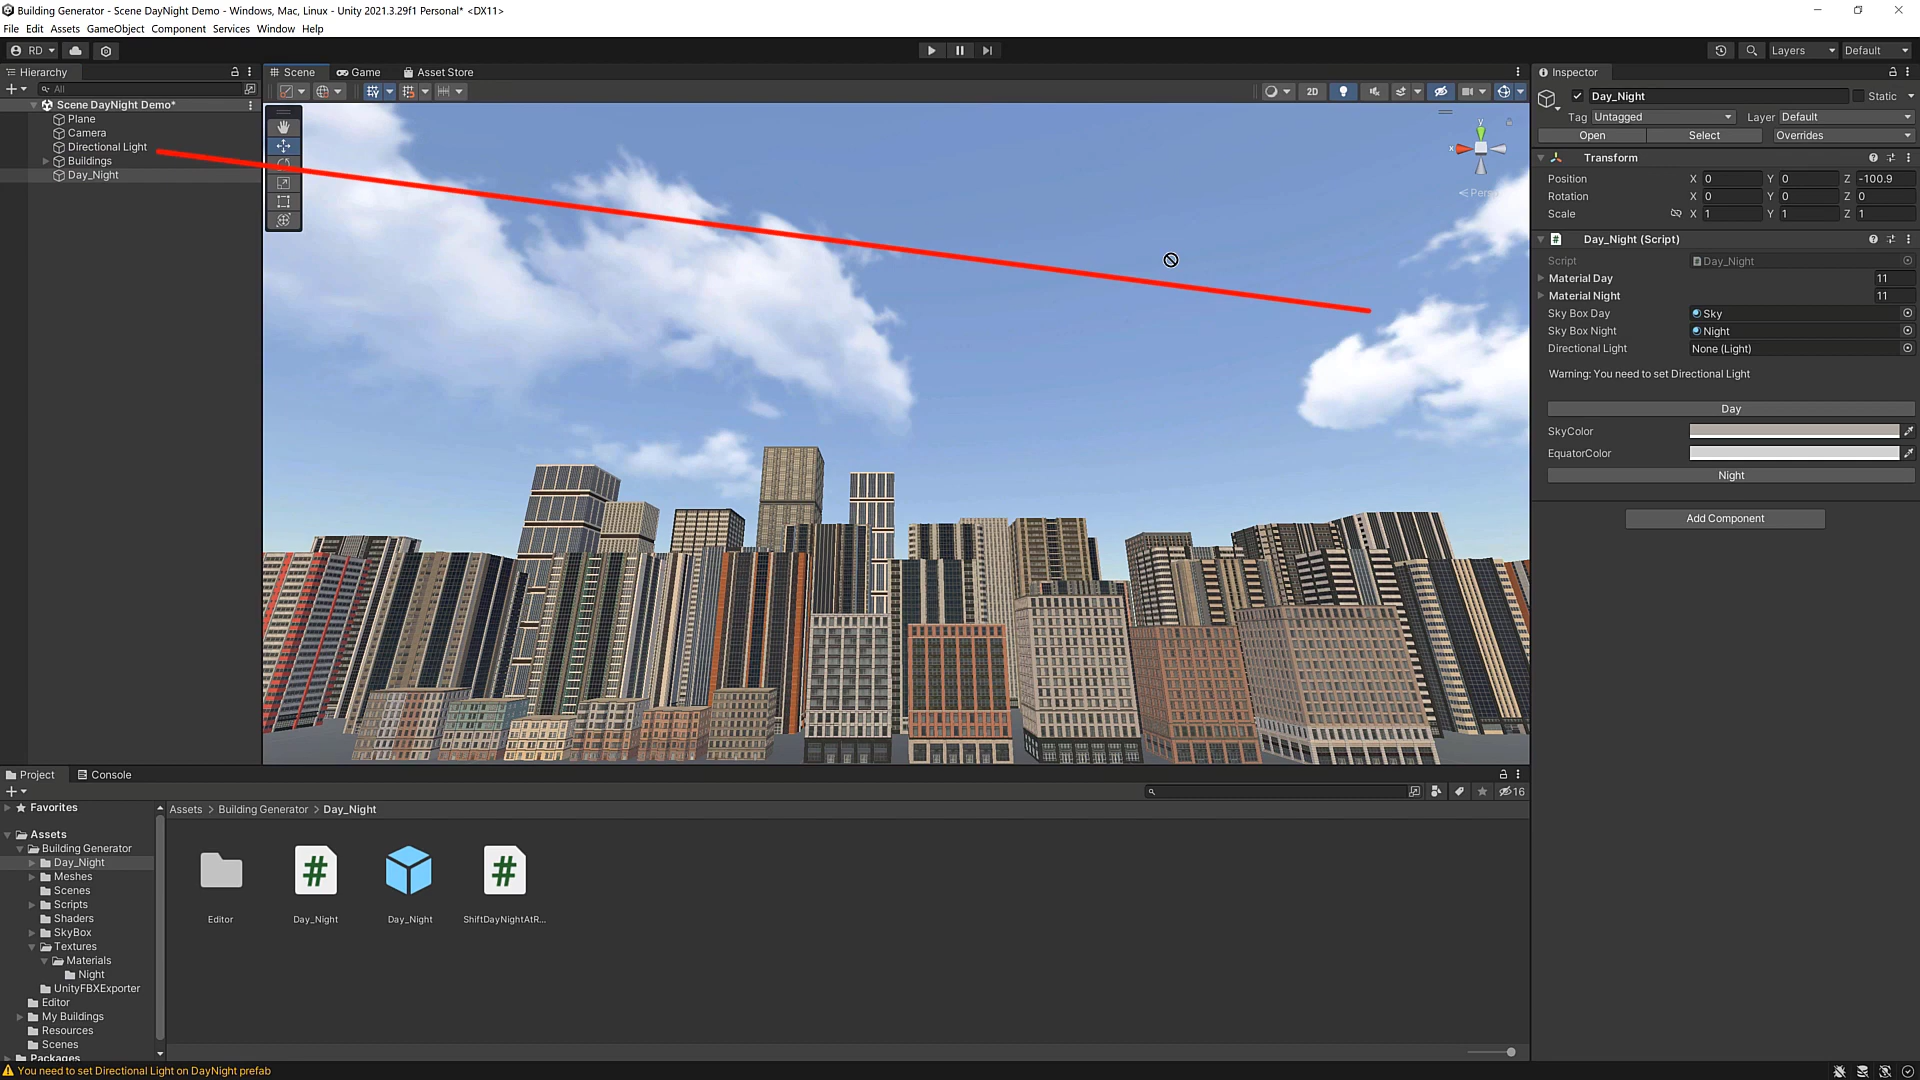 Building Generator - Scene DayNight Demo - Windows, Mac, Linux - Unity 2021.3.29f1 Personal* <DX11>
File Edit Assets GameObject Component Services Window Help
RD
Layers Default
Hierarchy
Scene Game Asset Store
Inspector
All
2D
Scene DayNight Demo*
Plane
Camera
Directional Light
Buildings
Day_Night
y
x
Day_Night Static
Tag Untagged Layer Default
Open Select Overrides
Transform
Position X 0 Y 0 Z -100.9
Rotation X 0 Y 0 Z 0
Scale X 1 Y 1 Z 1
Day_Night (Script)
Script Day_Night
Material Day 11
Material Night 11
Sky Box Day Sky
Sky Box Night Night
Directional Light None (Light)
Warning: You need to set Directional Light
Day
SkyColor
EquatorColor
Night
Add Component
Project Console
16
Favorites
Assets
Building Generator
Day_Night
Meshes
Scenes
Scripts
Shaders
SkyBox
Textures
Materials
Night
UnityFBXExporter
Editor
My Buildings
Resources
Scenes
Packages
Assets > Building Generator > Day_Night
Editor
Day_Night
Day_Night
ShiftDayNightAtR...
You need to set Directional Light on DayNight prefab